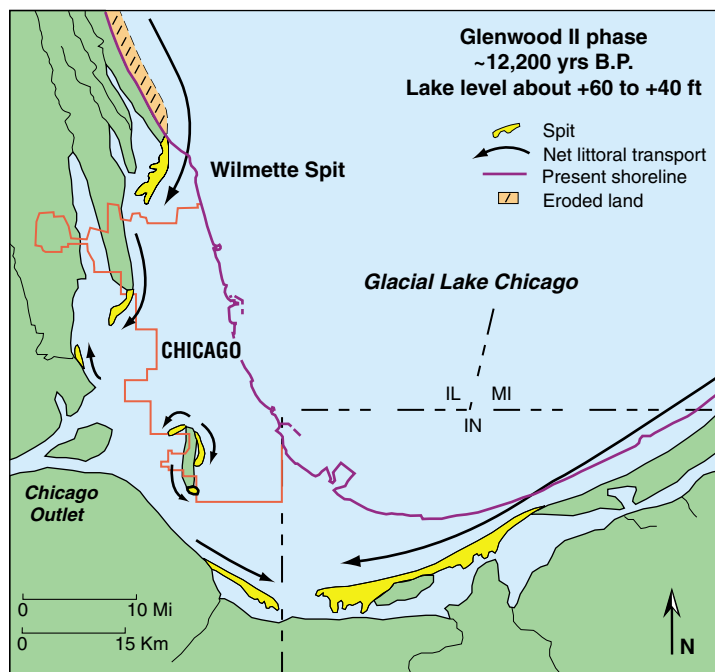 Glenwood II phase
~12,200 yrs B.P.
Lake level about +60 to +40 ft
Spit
Net littoral transport
Present shoreline
Eroded land
Wilmette Spit
Glacial Lake Chicago
CHICAGO
IL MI
IN
Chicago
Outlet
0 10 Mi
0 15 Km
N